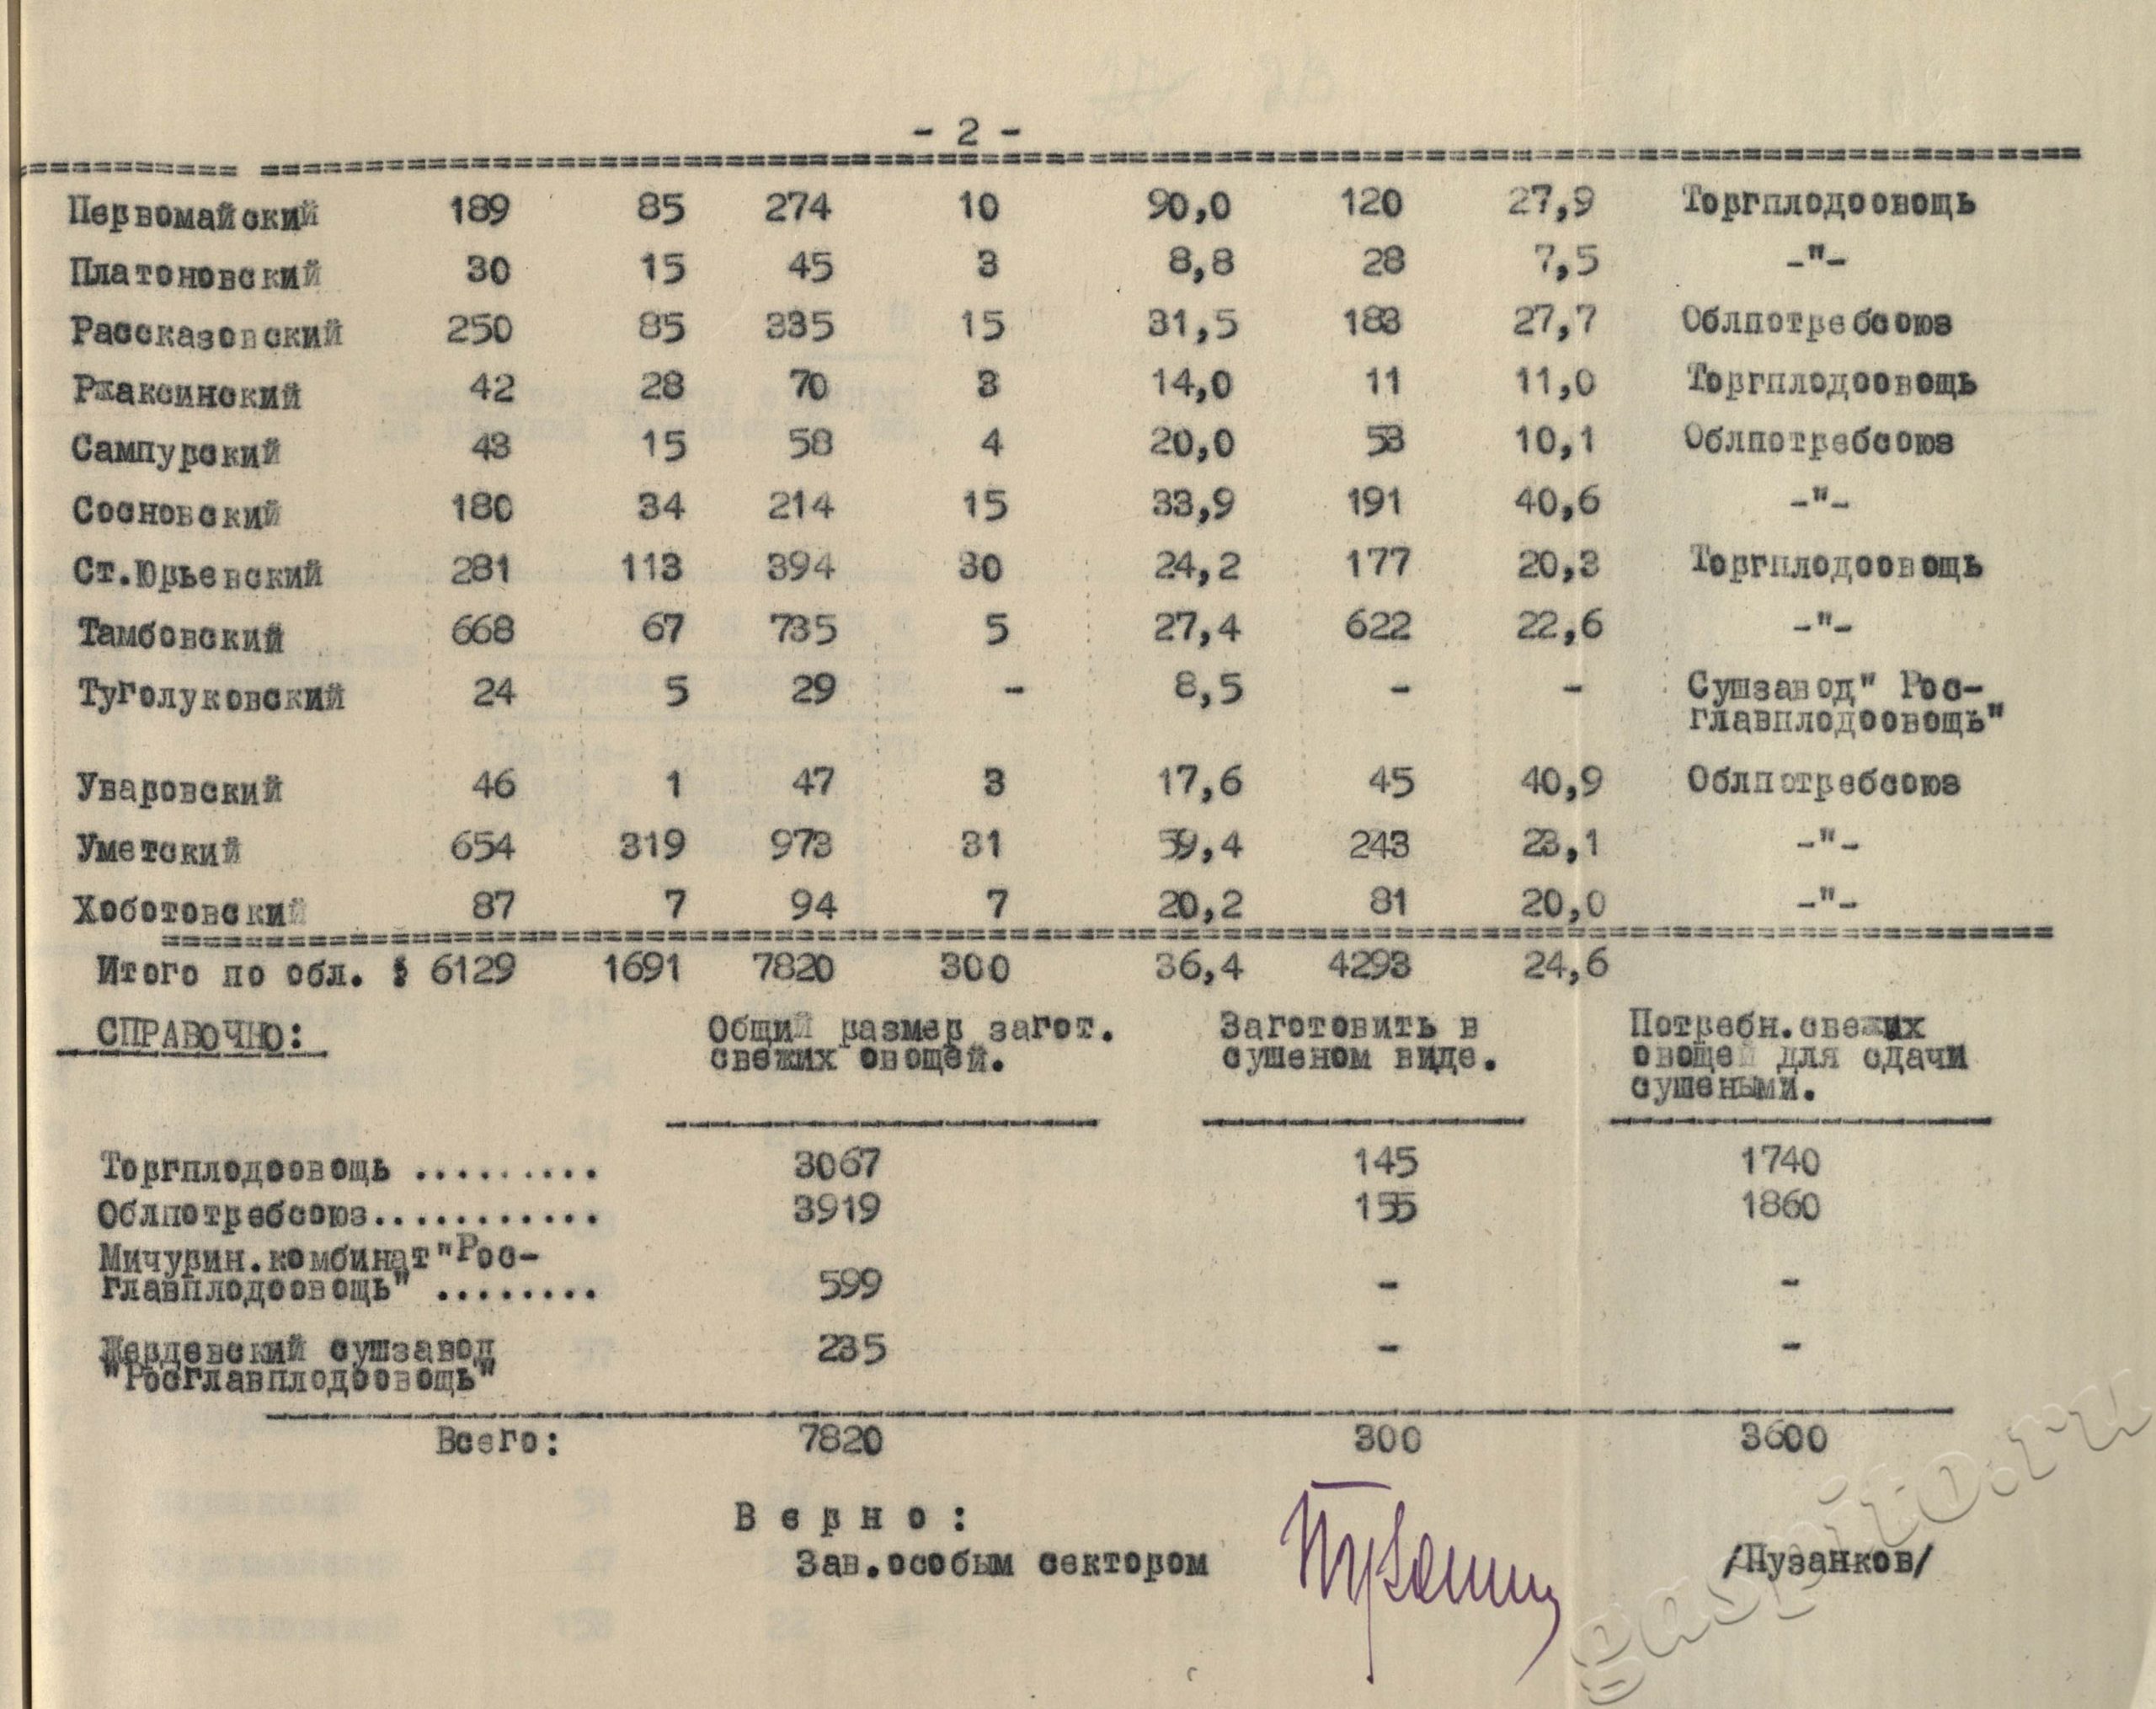 - 2 -
Первомайский 189 85 274 10 90,0 120 27,9 Торгплодоовощь
Платоновский 30 15 45 3 8,8 28 7,5 -"-
Рассказовский 250 85 335 15 31,5 183 27,7 Облпотребсоюз
Ржаксинский 42 28 70 3 14,0 11 11,0 Торгплодоовощь
Сампурский 43 15 58 4 20,0 53 10,1 Облпотребсоюз
Сосновский 180 34 214 15 33,9 191 40,6 -"-
Ст.Юрьевский 281 113 394 30 24,2 177 20,3 Торгплодоовощь
Тамбовский 668 67 735 5 27,4 622 22,6 -"-
Туголуковский 24 5 29 - 8,5 - - Сушзавод" Рос-
главплодоовощь"
Уваровский 46 1 47 3 17,6 45 40,9 Облпотребсоюз
Уметский 654 319 973 31 59,4 243 23,1 -"-
Хоботовский 87 7 94 7 20,2 81 20,0 -"-
Итого по обл. : 6129 1691 7820 300 36,4 4293 24,6
СПРАВОЧНО: Общий размер загот. Заготовить в Потребн.свежих
свежих овощей. сушеном виде. овощей для сдачи
сушеными.
Торгплодоовощь ......... 3067 145 1740
Облпотребсоюз........... 3919 155 1860
Мичурин.комбинат"Рос-
главплодоовощь" ........ 599 - -
Жердевский сушзавод 235 - -
"Росглавплодоовощь"
Всего: 7820 300 3600
В е р н о :
Зав.особым сектором /Пузанков/
gaspito.ru